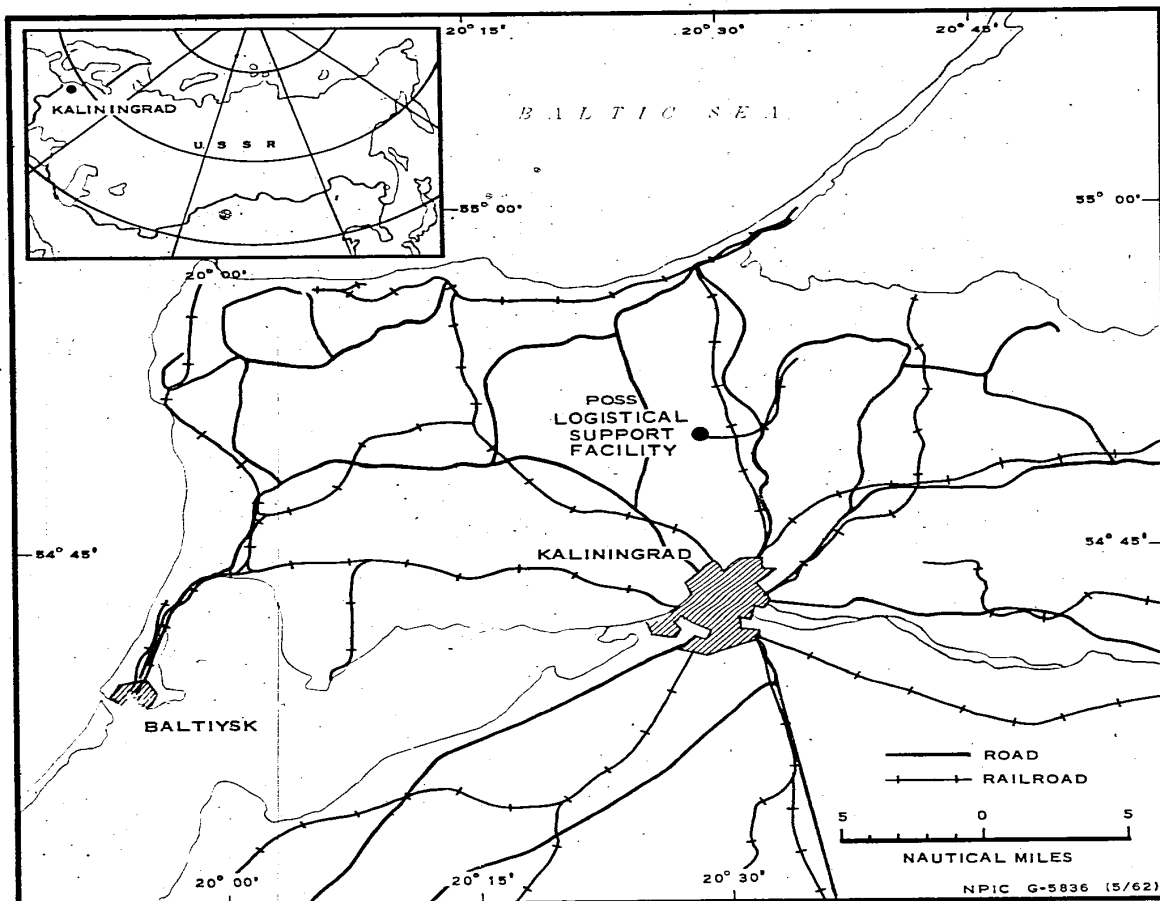 20° 15'
20° 30'
20° 45'
KALININGRAD
U S S R
BALTIC SEA
55° 00'
55° 00'
20° 00'
POSS
LOGISTICAL
SUPPORT
FACILITY
54° 45'
KALININGRAD
54° 45'
BALTIYSK
ROAD
RAILROAD
5 0 5
NAUTICAL MILES
20° 00'
20° 15'
20° 30'
NPIC G-5836 (5/62)